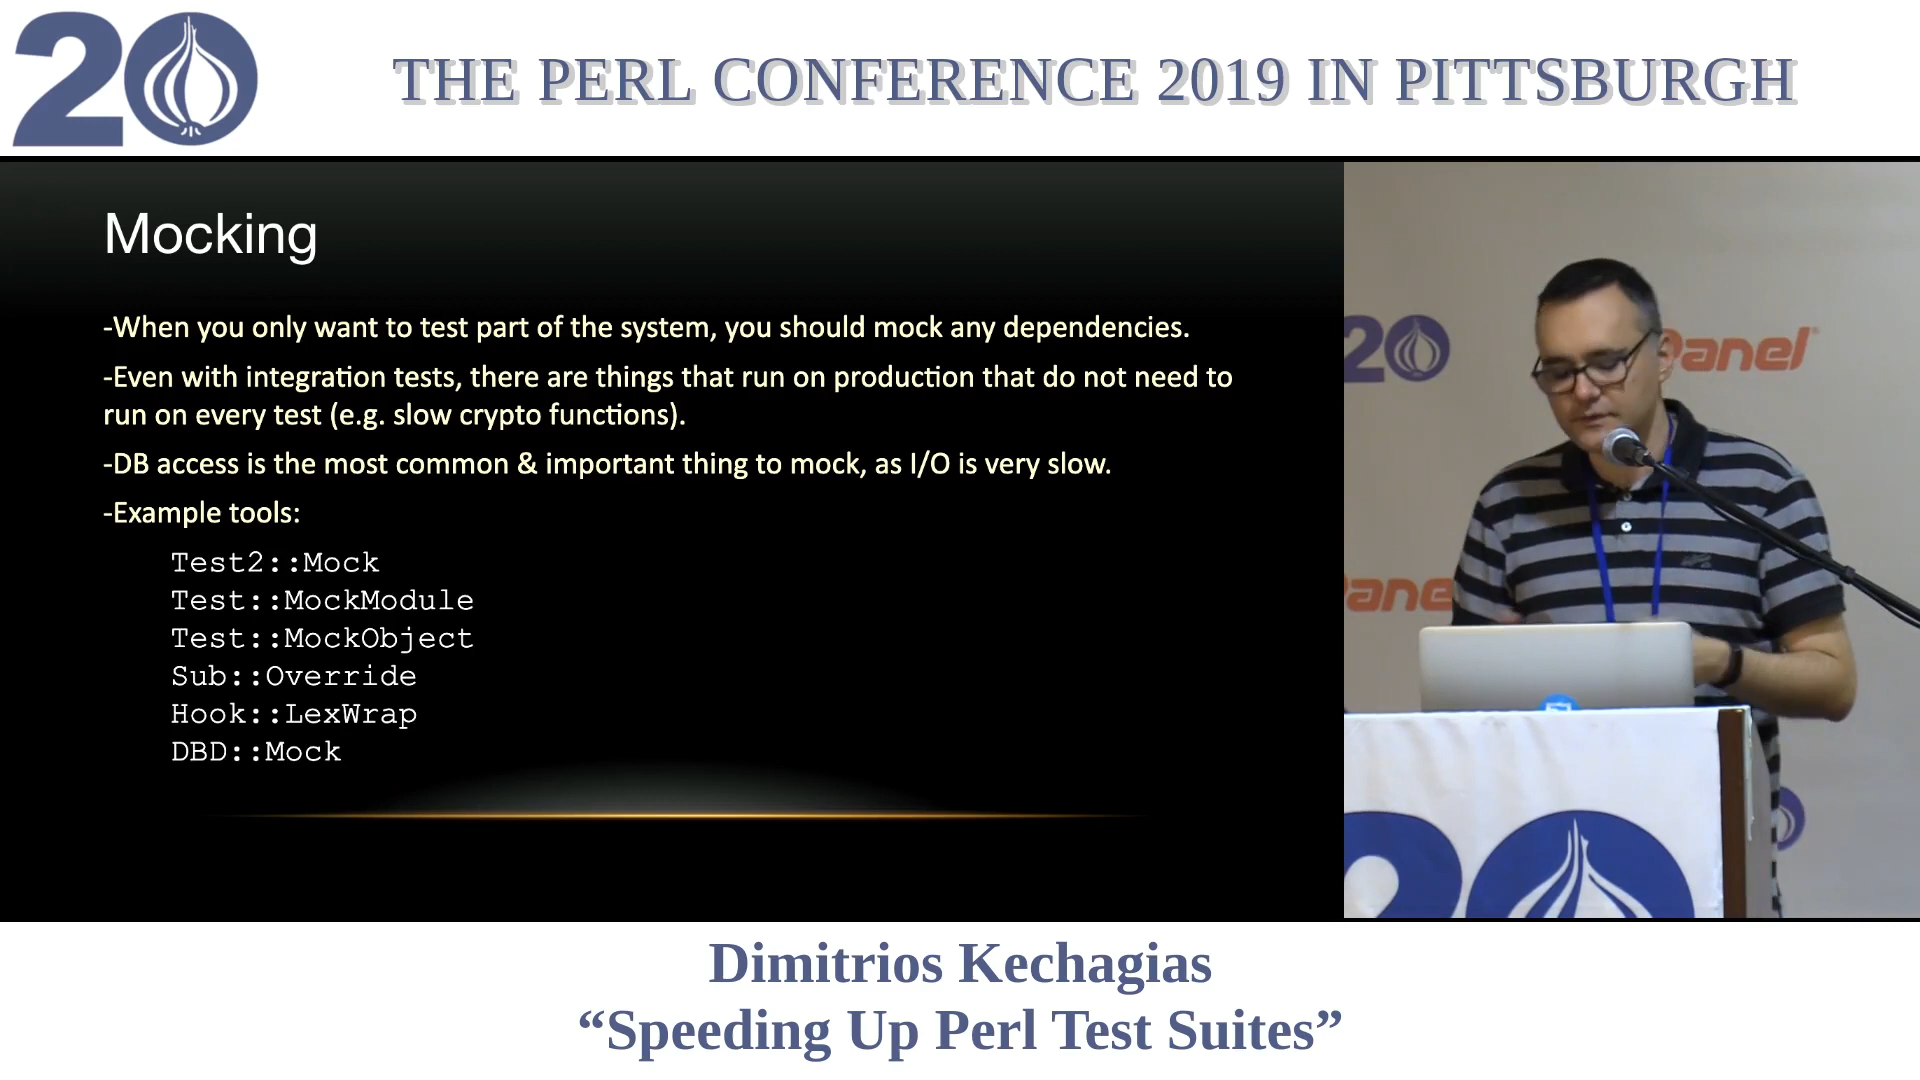 20
THE PERL CONFERENCE 2019 IN PITTSBURGH
Mocking
-When you only want to test part of the system, you should mock any dependencies.
-Even with integration tests, there are things that run on production that do not need to
run on every test (e.g. slow crypto functions).
-DB access is the most common & important thing to mock, as I/O is very slow.
-Example tools:
Test2::Mock
Test::MockModule
Test::MockObject
Sub::Override
Hook::LexWrap
DBD::Mock
20
Panel
Pane
20
Dimitrios Kechagias
“Speeding Up Perl Test Suites”